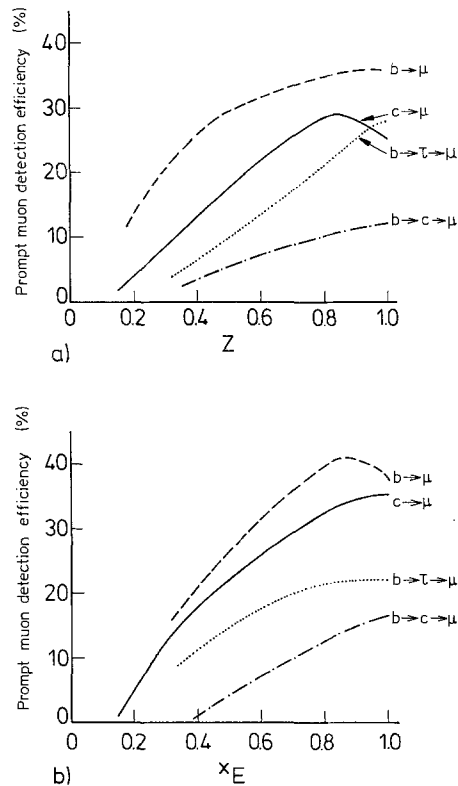 Prompt muon detection efficiency (%)
40
30
20
10
0
0 0.2 0.4 0.6 0.8 1.0
Z
b→μ
c→μ
b→τ→μ
b→c→μ
a)
Prompt muon detection efficiency (%)
40
30
20
10
0
0 0.2 0.4 0.6 0.8 1.0
x_E
b→μ
c→μ
b→τ→μ
b→c→μ
b)